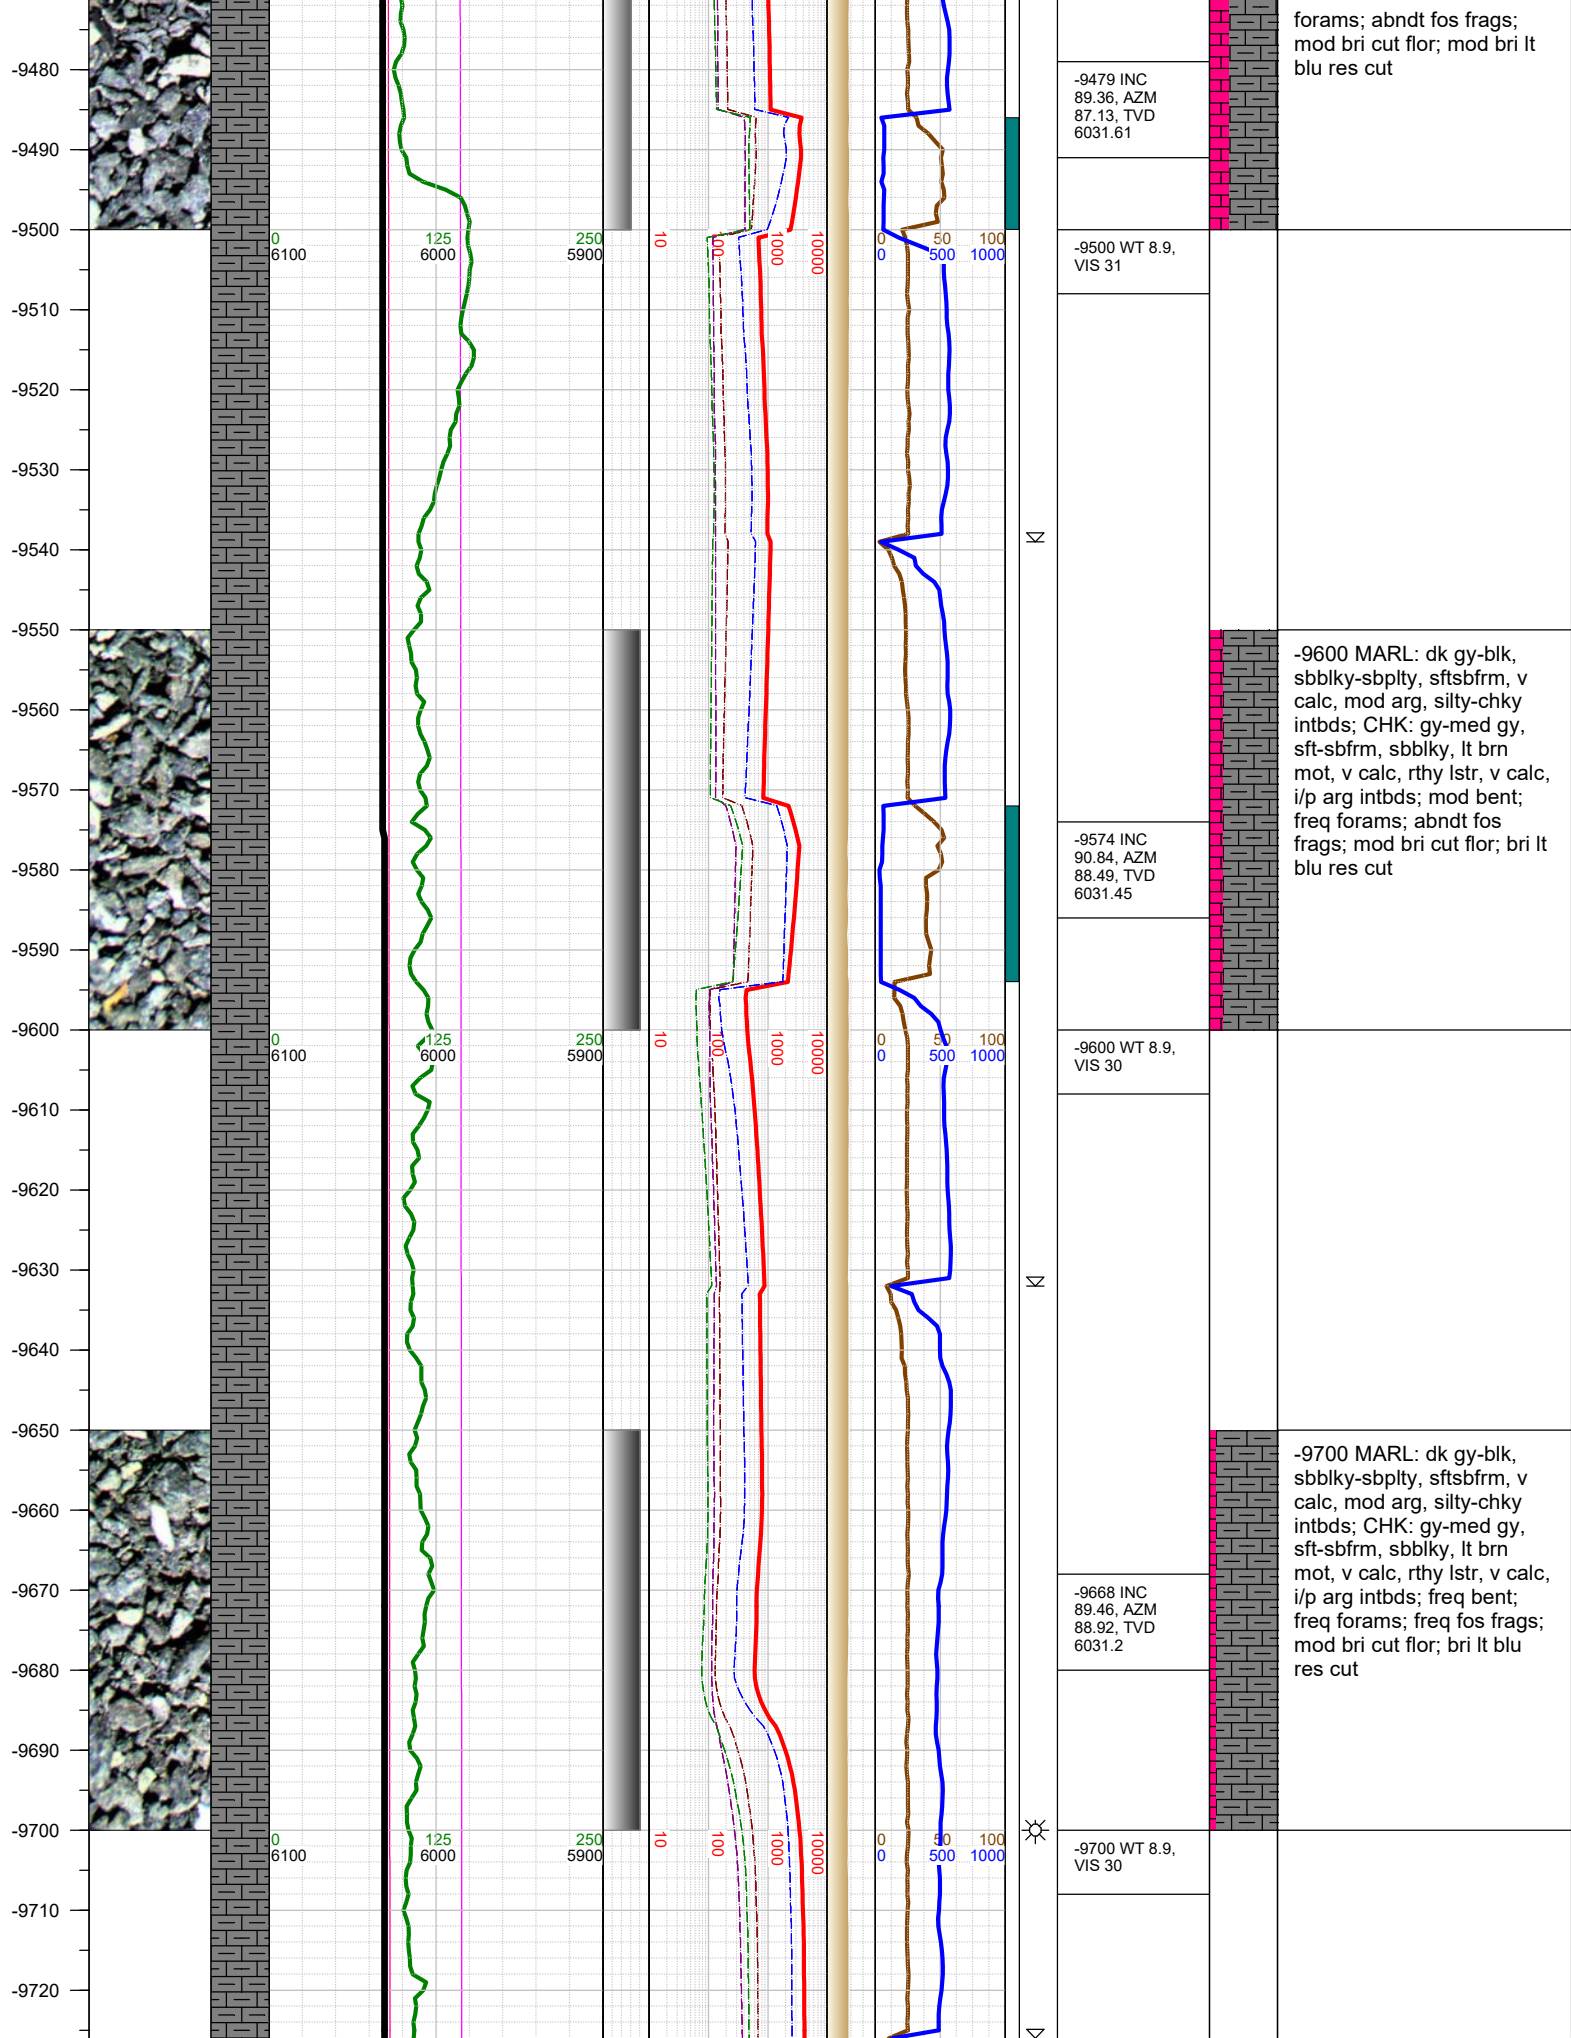 forams; abndt fos frags;
mod bri cut flor; mod bri lt
blu res cut
-9480
-9479 INC
89.36, AZM
87.13, TVD
6031.61
-9490
-9500
0 125 250
6100 6000 5900
10 100 1000 10000
0 50 100
0 500 1000
-9500 WT 8.9,
VIS 31
-9510
-9520
-9530
-9540
-9550
-9600 MARL: dk gy-blk,
sbblky-sbplty, sftsbfrm, v
calc, mod arg, silty-chky
intbds; CHK: gy-med gy,
sft-sbfrm, sbblky, lt brn
mot, v calc, rthy lstr, v calc,
i/p arg intbds; mod bent;
freq forams; abndt fos
frags; mod bri cut flor; bri lt
blu res cut
-9560
-9570
-9574 INC
90.84, AZM
88.49, TVD
6031.45
-9580
-9590
-9600
0 125 250
6100 6000 5900
10 100 1000 10000
0 50 100
0 500 1000
-9600 WT 8.9,
VIS 30
-9610
-9620
-9630
-9640
-9650
-9700 MARL: dk gy-blk,
sbblky-sbplty, sftsbfrm, v
calc, mod arg, silty-chky
intbds; CHK: gy-med gy,
sft-sbfrm, sbblky, lt brn
mot, v calc, rthy lstr, v calc,
i/p arg intbds; freq bent;
freq forams; freq fos frags;
mod bri cut flor; bri lt blu
res cut
-9660
-9670
-9668 INC
89.46, AZM
88.92, TVD
6031.2
-9680
-9690
-9700
0 125 250
6100 6000 5900
10 100 1000 10000
0 50 100
0 500 1000
-9700 WT 8.9,
VIS 30
-9710
-9720